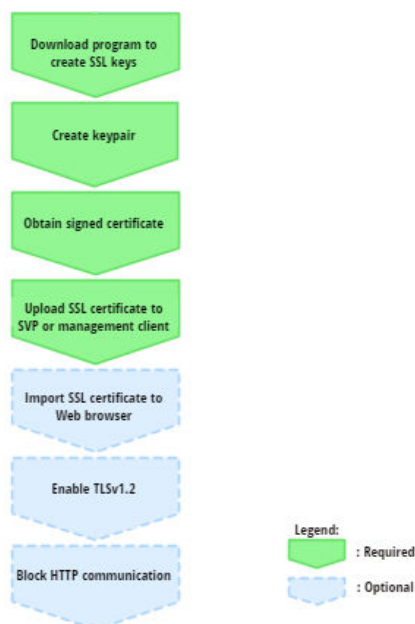 Download program to
create SSL keys
Create keypair
Obtain signed certificate
Upload SSL certificate to
SVP or management client
Import SSL certificate to
Web browser
Enable TLSv1.2
Block HTTP communication
Legend:
: Required
: Optional